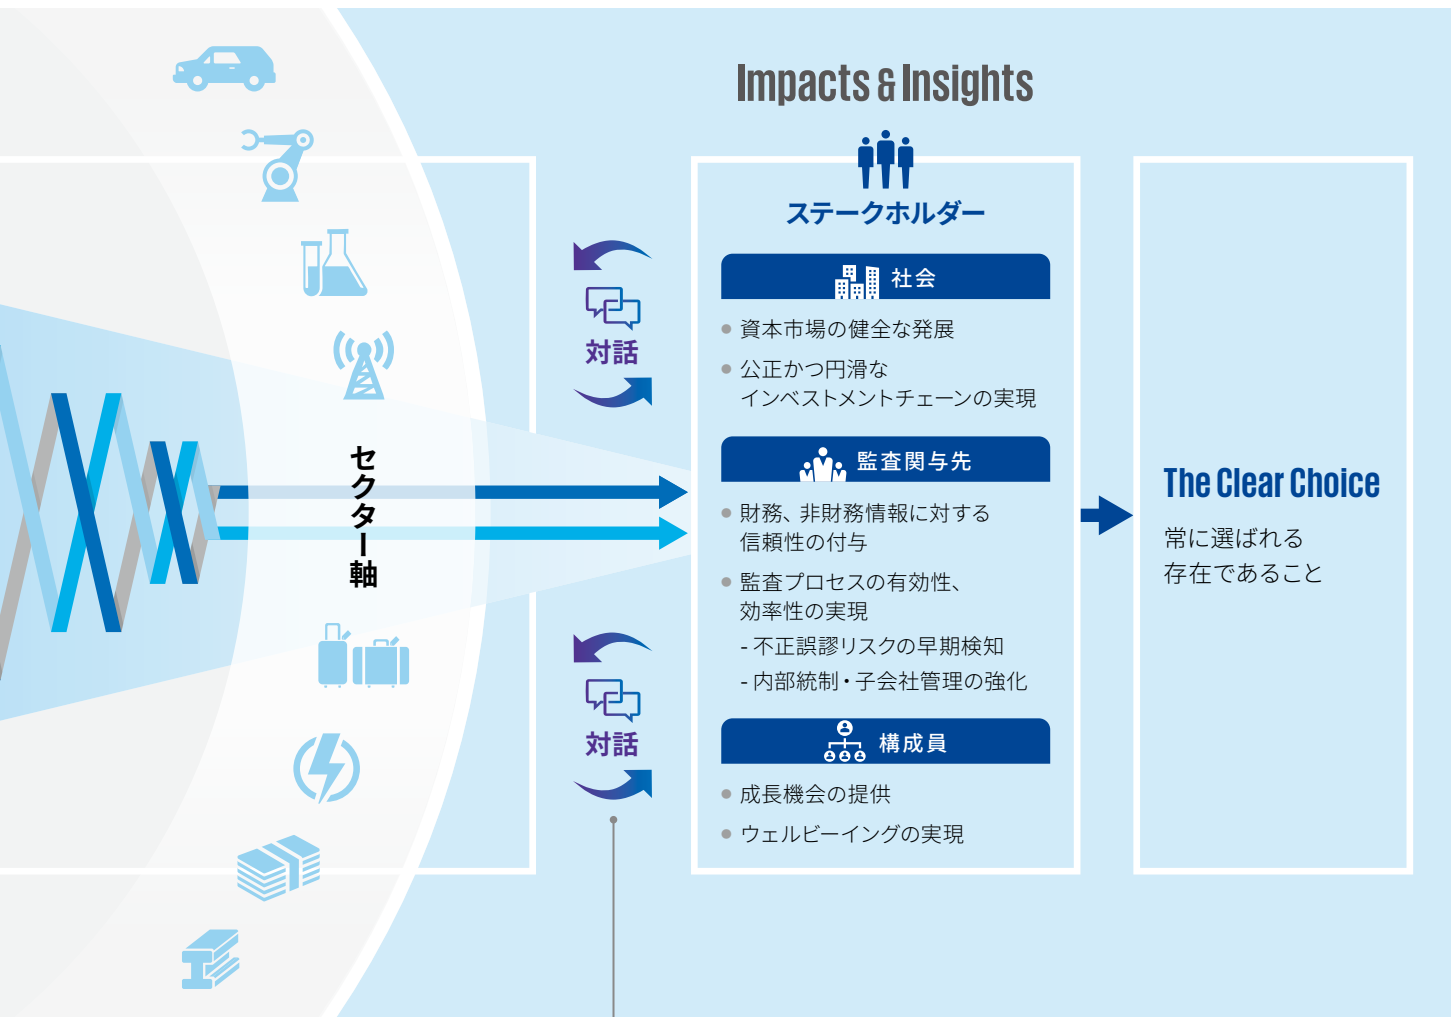 Impacts & Insights
セクター軸
対話
対話
ステークホルダー
社会
● 資本市場の健全な発展
● 公正かつ円滑な
インベストメントチェーンの実現
監査関与先
● 財務、非財務情報に対する
信頼性の付与
● 監査プロセスの有効性、
効率性の実現
- 不正誤謬リスクの早期検知
- 内部統制・子会社管理の強化
構成員
● 成長機会の提供
● ウェルビーイングの実現
The Clear Choice
常に選ばれる
存在であること